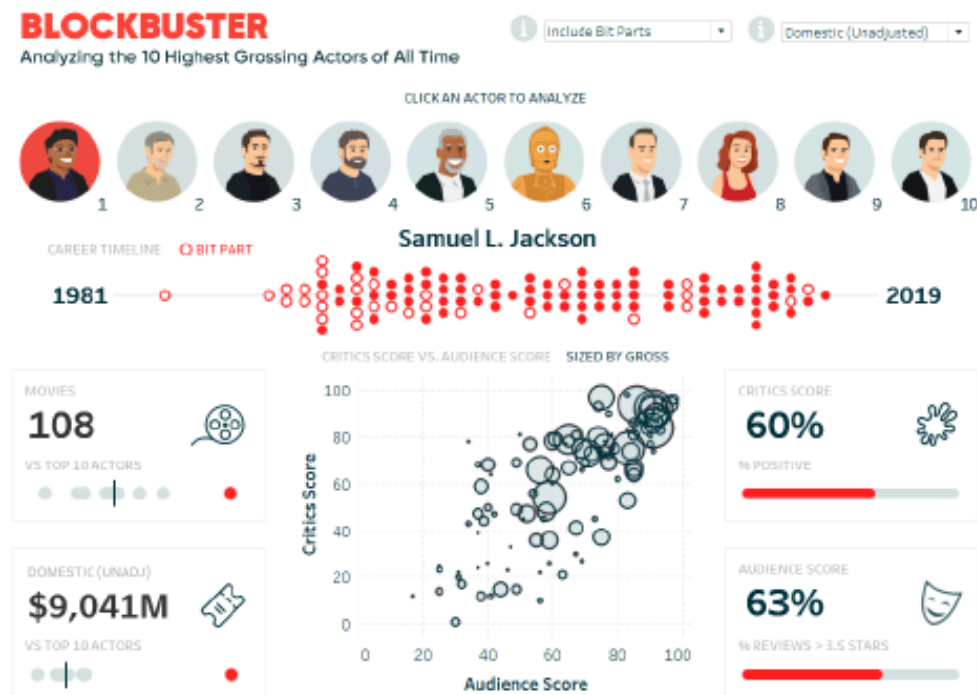 BLOCKBUSTER
Analyzing the 10 Highest Grossing Actors of All Time
i Include Bit Parts
i Domestic (Unadjusted)
CLICK AN ACTOR TO ANALYZE
1 2 3 4 5 6 7 8 9 10
Samuel L. Jackson
CAREER TIMELINE BIT PART
1981 2019
CRITICS SCORE VS. AUDIENCE SCORE SIZED BY GROSS
MOVIES
108
VS TOP 10 ACTORS
DOMESTIC (UNADJ)
$9,041M
VS TOP 10 ACTORS
Critics Score
100
80
60
40
20
0
0 20 40 60 80 100
Audience Score
CRITICS SCORE
60%
% POSITIVE
AUDIENCE SCORE
63%
% REVIEWS > 3.5 STARS